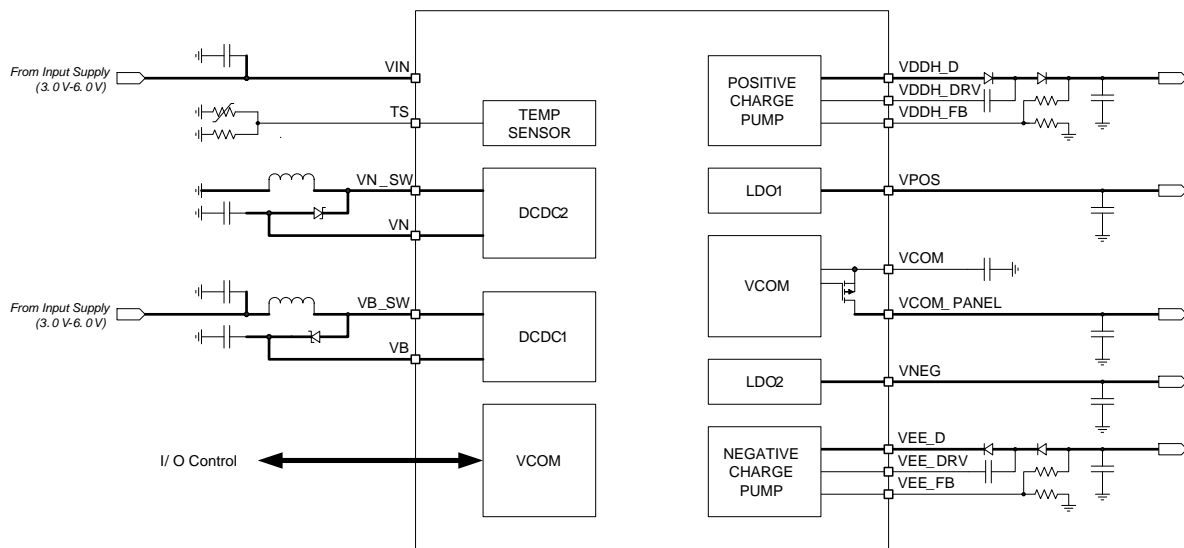 From Input Supply
(3.0V-6.0V)
VIN
TS
TEMP
SENSOR
VN_SW
VN
DCDC2
From Input Supply
(3.0V-6.0V)
VB_SW
VB
DCDC1
I/O Control
VCOM
POSITIVE
CHARGE
PUMP
VDDH_D
VDDH_DRV
VDDH_FB
LDO1
VPOS
VCOM
VCOM
VCOM_PANEL
LDO2
VNEG
NEGATIVE
CHARGE
PUMP
VEE_D
VEE_DRV
VEE_FB